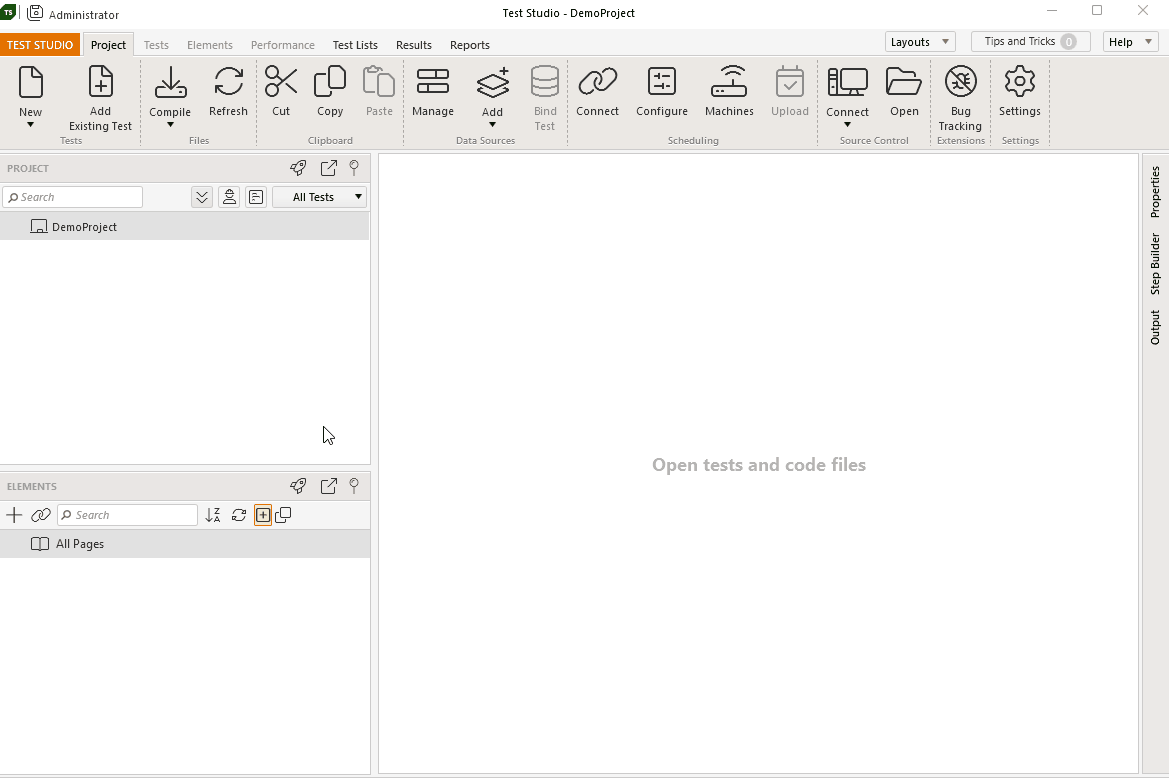 TS Administrator
Test Studio - DemoProject
TEST STUDIO Project Tests Elements Performance Test Lists Results Reports
Layouts Tips and Tricks 0 Help
New
Add
Existing Test
Tests
Compile
Refresh
Files
Cut
Copy
Paste
Clipboard
Manage
Add
Bind
Test
Data Sources
Connect
Configure
Machines
Upload
Scheduling
Connect
Open
Source Control
Bug
Tracking
Extensions
Settings
Settings
PROJECT
Search
All Tests
DemoProject
ELEMENTS
Search
All Pages
Open tests and code files
Properties
Step Builder
Output